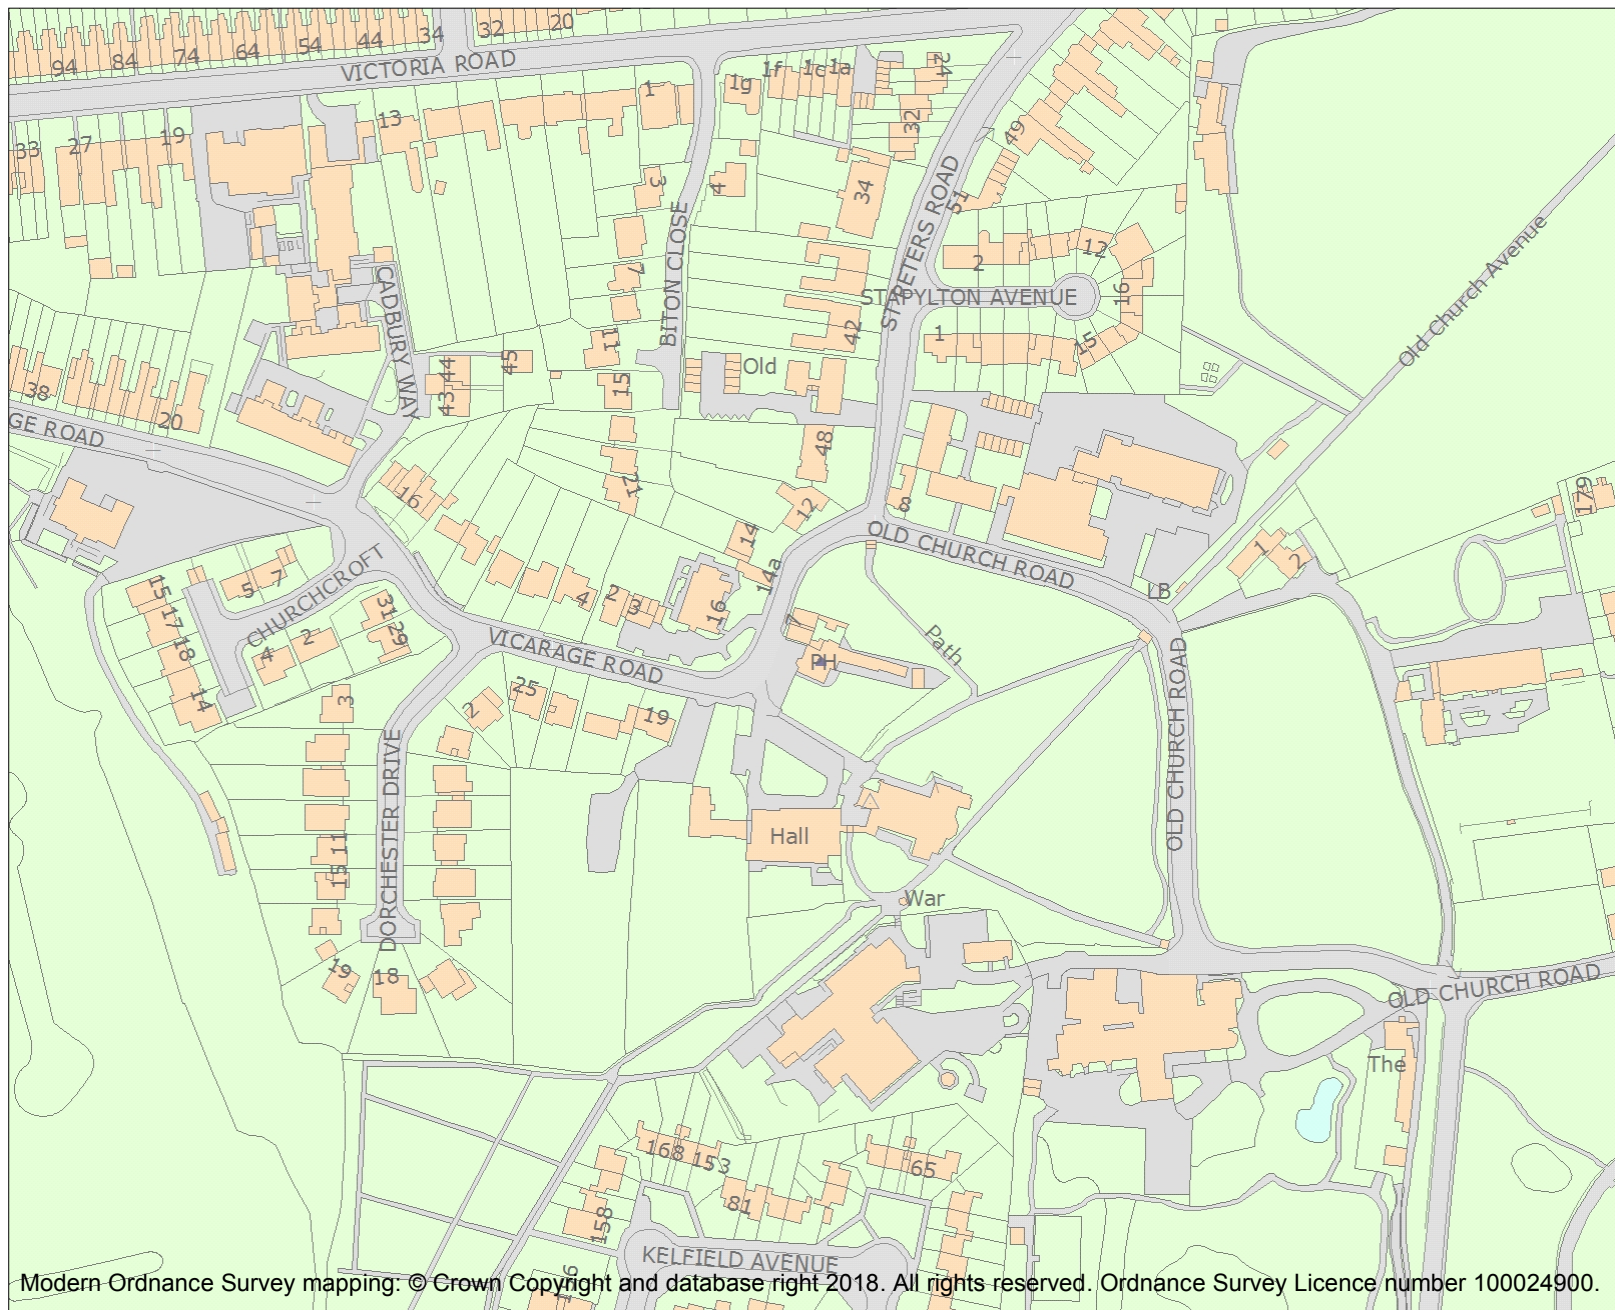 94
84
74
64
54
44
34
32
20
VICTORIA ROAD
33
27
19
13
1
1g
1f
1c
1a
24
32
49
51
3
4
34
ST PETERS ROAD
BITON CLOSE
7
2
12
STAPYLTON AVENUE
16
1
15
42
Old Church Avenue
CADBURY WAY
11
45
44
43
15
Old
38
20
GE ROAD
48
21
16
12
8
14
14a
OLD CHURCH ROAD
LB
1
2
179
CHURCHCROFT
5
7
15
17
18
14
31
29
2
4
4
2
3
16
7
PH
Path
VICARAGE ROAD
25
2
19
3
DORCHESTER DRIVE
11
15
19
18
Hall
War
OLD CHURCH ROAD
OLD CHURCH ROAD
The
168
153
81
65
158
KELFIELD AVENUE
Modern Ordnance Survey mapping: © Crown Copyright and database right 2018. All rights reserved. Ordnance Survey Licence number 100024900.